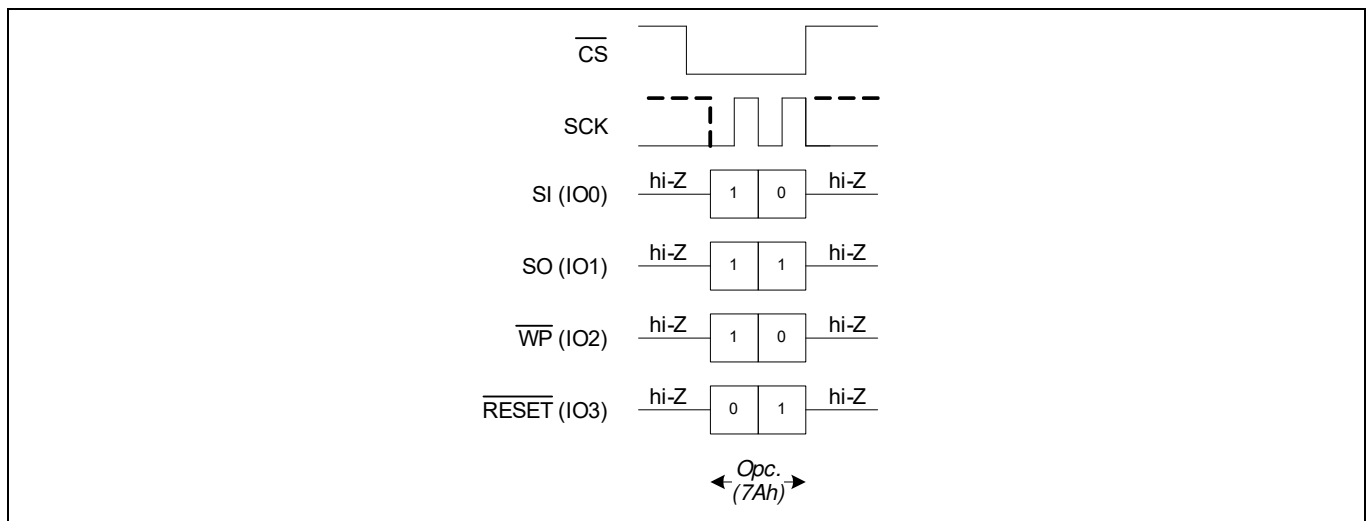 CS
SCK
hi-Z 1 0 hi-Z
SI (IO0)
hi-Z 1 1 hi-Z
SO (IO1)
hi-Z 1 0 hi-Z
WP (IO2)
hi-Z 0 1 hi-Z
RESET (IO3)
Opc.
(7Ah)